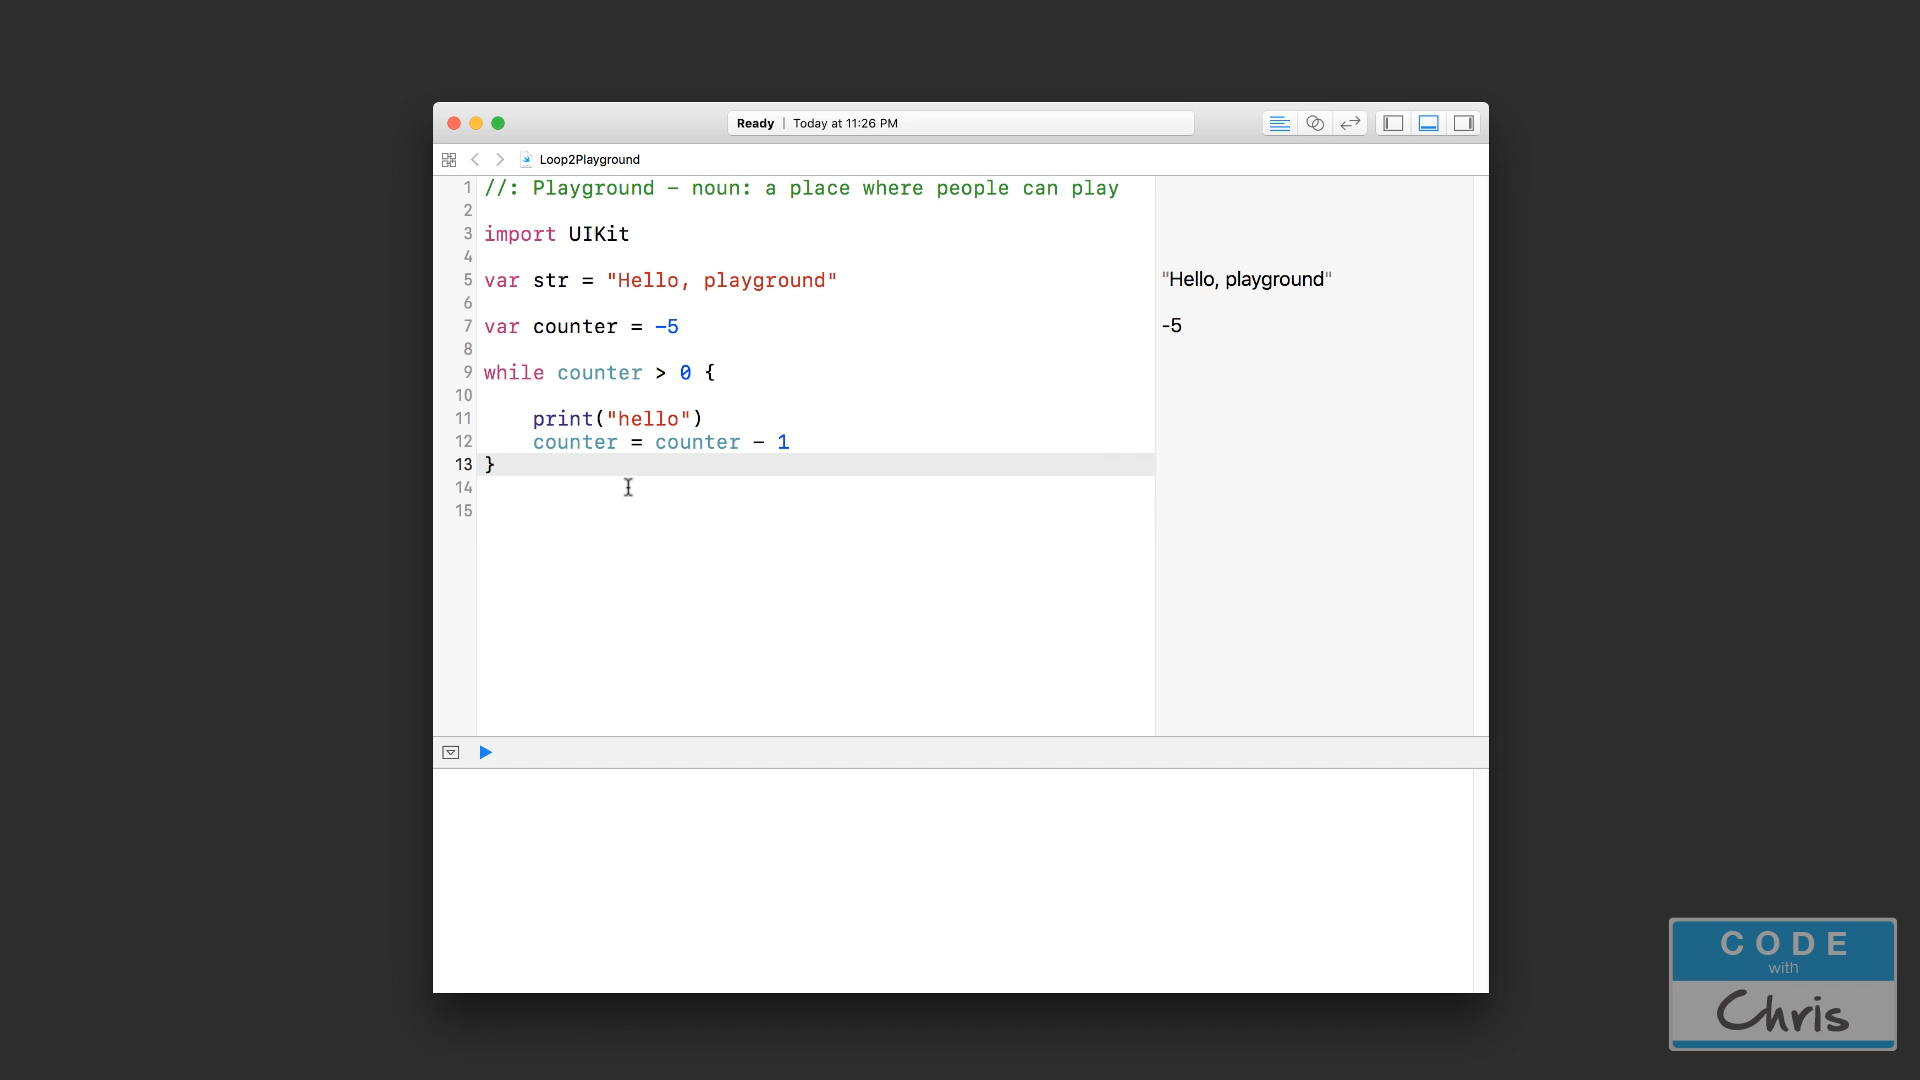 Ready | Today at 11:26 PM
Loop2Playground
1 //: Playground - noun: a place where people can play
2
3 import UIKit
4
5 var str = "Hello, playground" "Hello, playground"
6
7 var counter = -5 -5
8
9 while counter > 0 {
10
11 print("hello")
12 counter = counter - 1
13 }
14
15
CODE
with
Chris